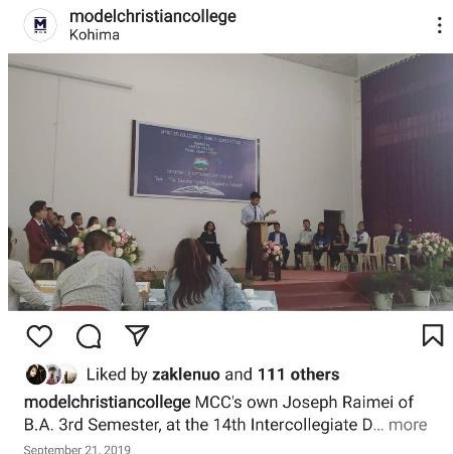 modelchristiancollege
Kohima
Liked by zaklenuo and 111 others
modelchristiancollege MCC's own Joseph Raimei of
B.A. 3rd Semester, at the 14th Intercollegiate D... more
September 21, 2019